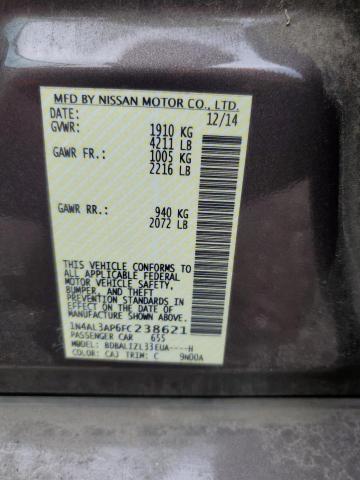 MFD BY NISSAN MOTOR CO., LTD.
DATE: 12/14
GVWR: 1910 KG
4211 LB
GAWR FR: 1005 KG
2216 LB
GAWR RR: 940 KG
2072 LB
THIS VEHICLE CONFORMS TO ALL
APPLICABLE FEDERAL
MOTOR VEHICLE SAFETY,
BUMPER, AND THEFT
PREVENTION STANDARDS IN EFFECT
ON THE DATE OF MANUFACTURE
SHOWN ABOVE.
1N4AL3AP6FC238621
PASSENGER CAR 655
MODEL: BDBALIZL33EUA----H
COLOR: CAJ TRIM: C 9N00A